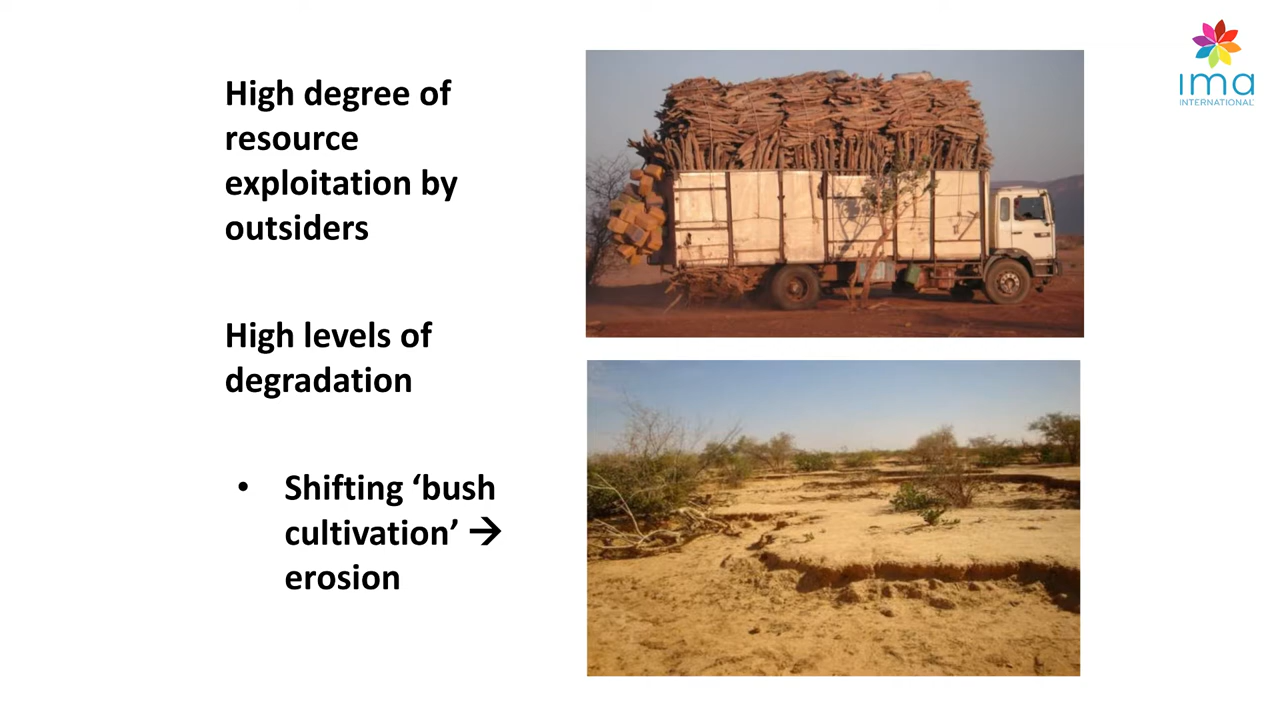 High degree of
resource
exploitation by
outsiders
High levels of
degradation
• Shifting ‘bush
cultivation’ →
erosion
ima
INTERNATIONAL